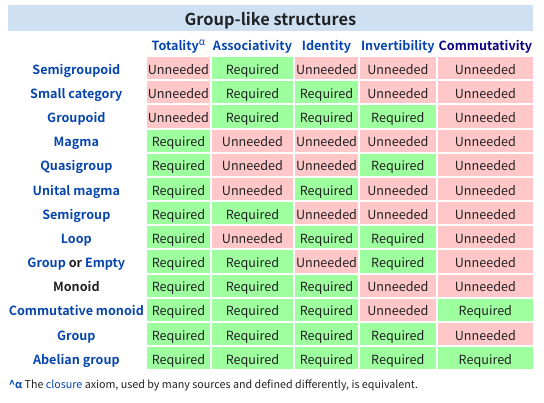 Group-like structures
Totalityα Associativity Identity Invertibility Commutativity
Semigroupoid Unneeded Required Unneeded Unneeded Unneeded
Small category Unneeded Required Required Unneeded Unneeded
Groupoid Unneeded Required Required Required Unneeded
Magma Required Unneeded Unneeded Unneeded Unneeded
Quasigroup Required Unneeded Unneeded Required Unneeded
Unital magma Required Unneeded Required Unneeded Unneeded
Semigroup Required Required Unneeded Unneeded Unneeded
Loop Required Unneeded Required Required Unneeded
Group or Empty Required Required Unneeded Required Unneeded
Monoid Required Required Required Unneeded Unneeded
Commutative monoid Required Required Required Unneeded Required
Group Required Required Required Required Unneeded
Abelian group Required Required Required Required Required
^α The closure axiom, used by many sources and defined differently, is equivalent.